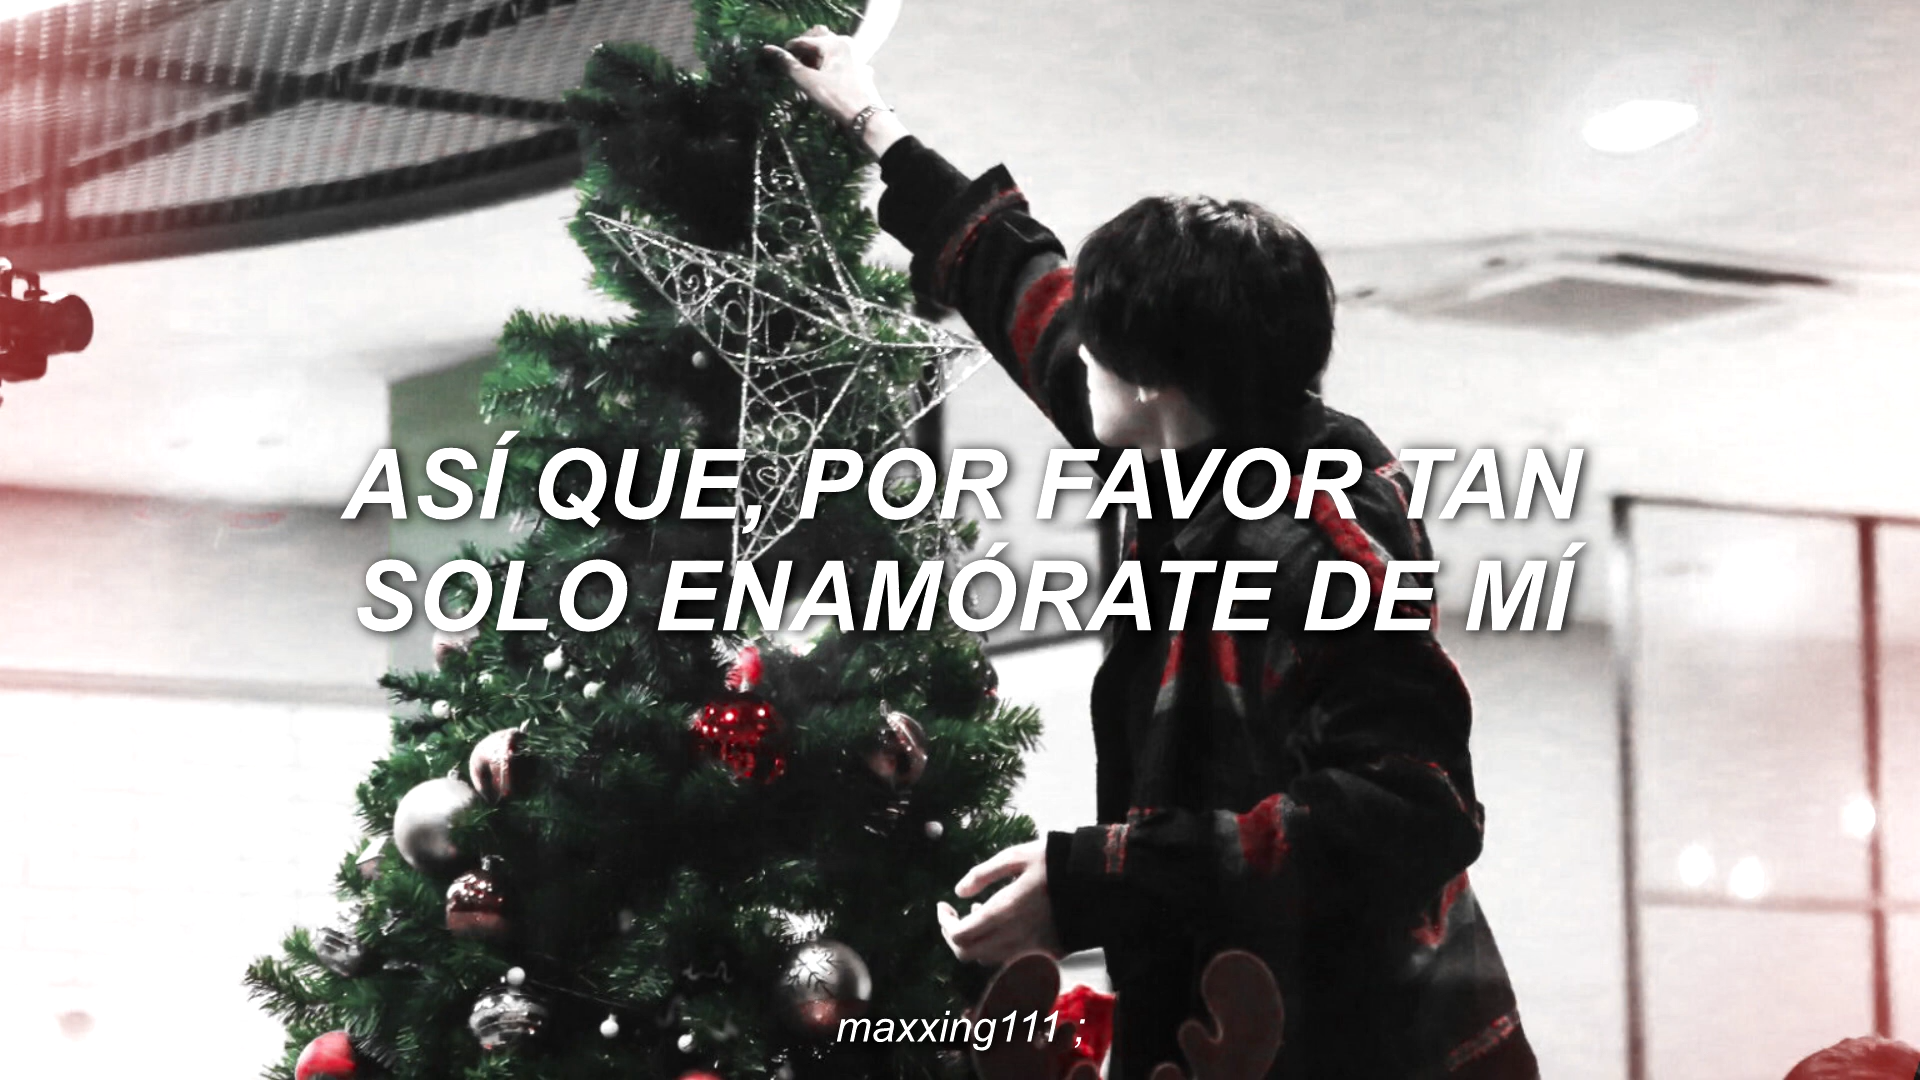 ASÍ QUE, POR FAVOR TAN
SOLO ENAMÓRATE DE MÍ
maxxing111 ;